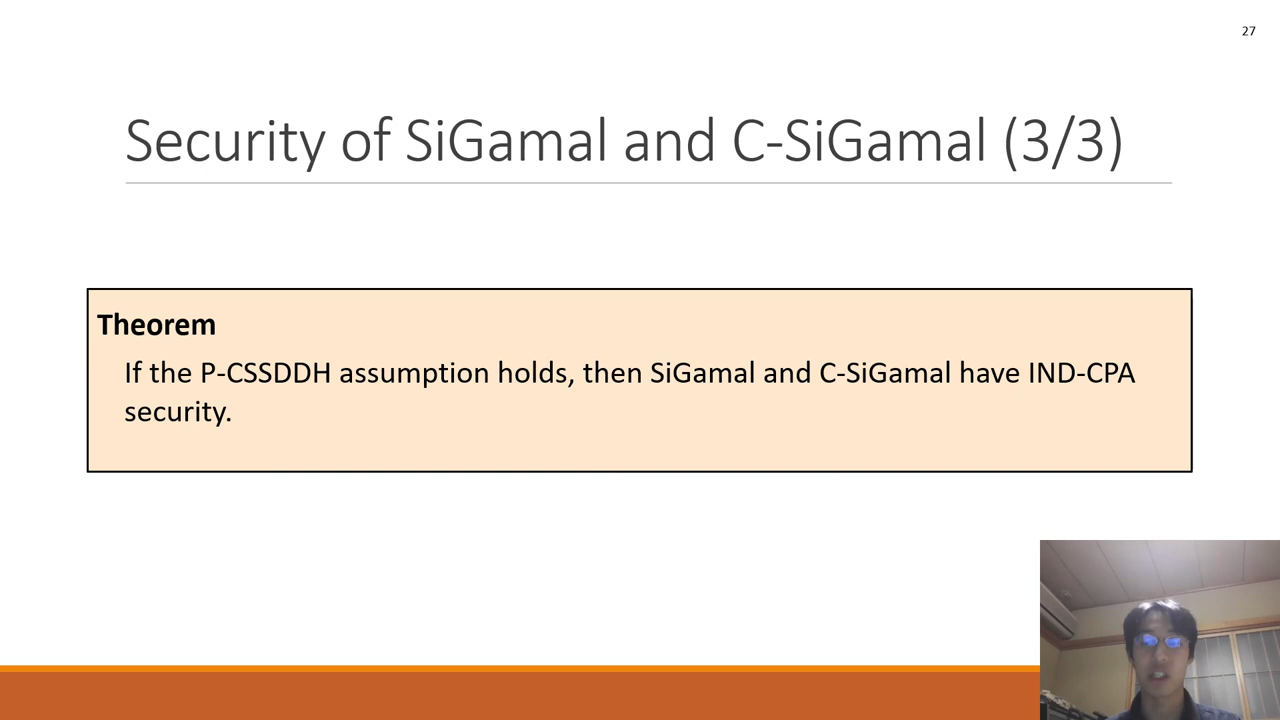 27
Security of SiGamal and C-SiGamal (3/3)
Theorem
If the P-CSSDDH assumption holds, then SiGamal and C-SiGamal have IND-CPA
security.